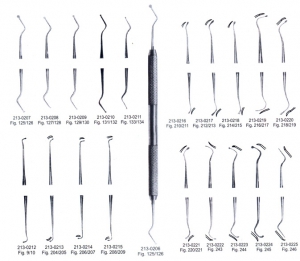 213-0207 213-0208 213-0209 213-0210 213-0211
Fig. 125/126 Fig. 127/128 Fig. 129/130 Fig. 131/132 Fig. 133/134
213-0216 213-0217 213-0218 213-0219 213-0220
Fig. 210/211 Fig. 212/213 Fig. 214/215 Fig. 216/217 Fig. 218/219
213-0212 213-0213 213-0214 213-0215
Fig. 9/10 Fig. 204/205 Fig. 206/207 Fig. 208/209
213-0206
Fig. 125/126
213-0221 213-0222 213-0223 213-0224 213-0225
Fig. 220/221 Fig. 243 Fig. 244 Fig. 245 Fig. 246